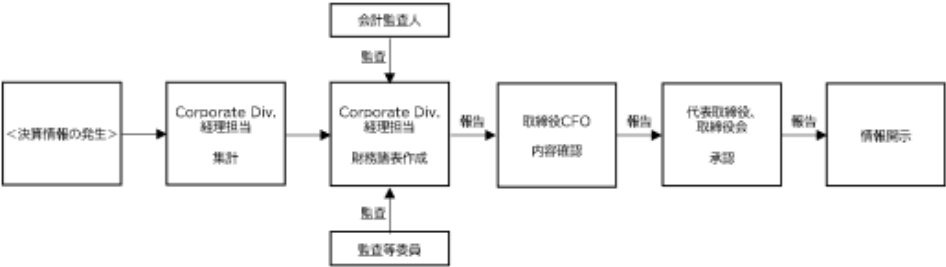 会計監査人
監査
＜決算情報の発生＞
Corporate Div.
経理担当
集計
Corporate Div.
経理担当
財務諸表作成
報告
取締役CFO
内容確認
報告
代表取締役、
取締役会
承認
報告
情報開示
監査
監査等委員